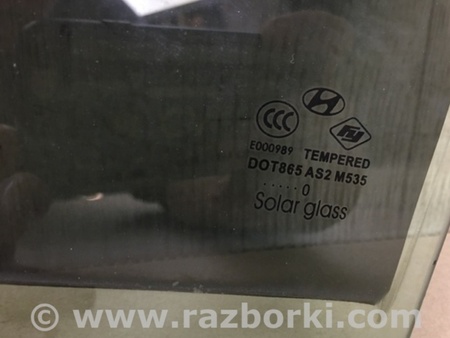 CCC
E000989 TEMPERED
DOT865 AS2 M535
.....0
Solar glass
© www.razborki.com